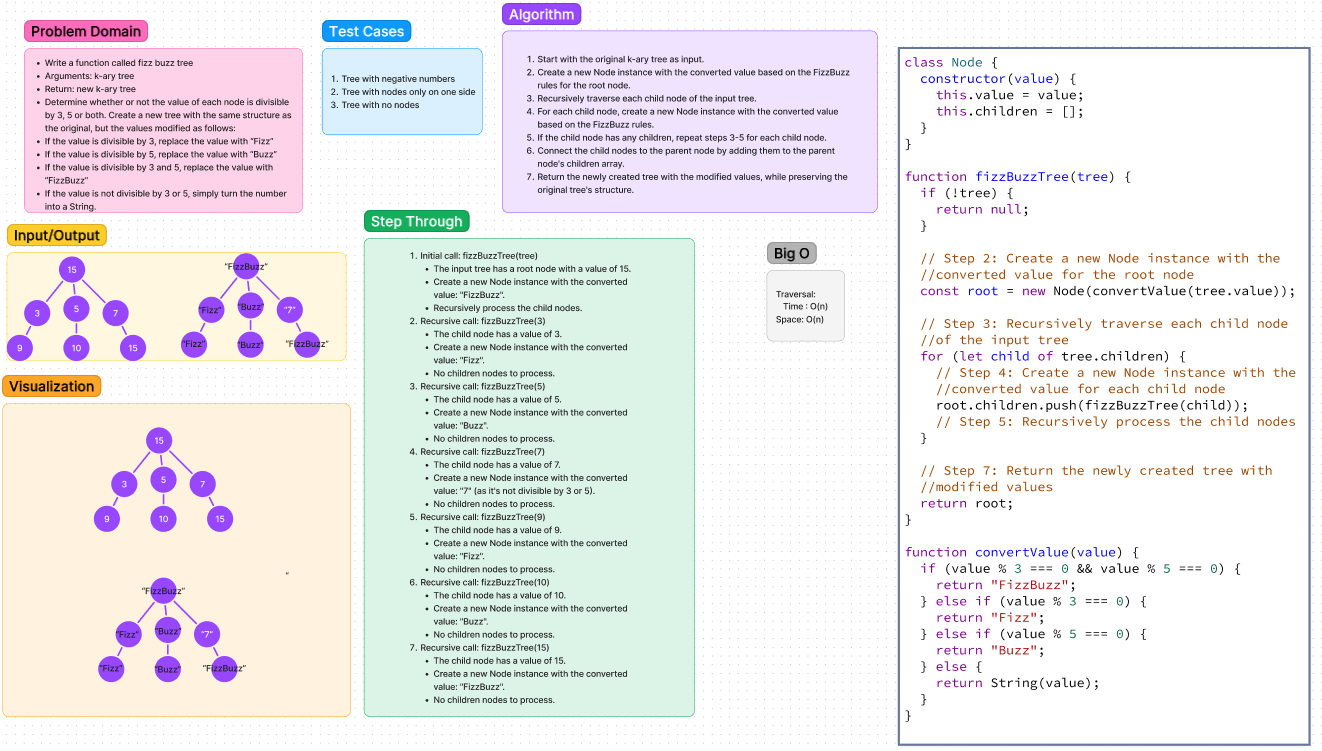 Problem Domain
• Write a function called fizz buzz tree
• Arguments: k-ary tree
• Return: new k-ary tree
• Determine whether or not the value of each node is divisible
by 3, 5 or both. Create a new tree with the same structure as
the original, but the values modified as follows:
• If the value is divisible by 3, replace the value with “Fizz”
• If the value is divisible by 5, replace the value with “Buzz”
• If the value is divisible by 3 and 5, replace the value with
“FizzBuzz”
• If the value is not divisible by 3 or 5, simply turn the number
into a String.
Test Cases
1. Tree with negative numbers
2. Tree with nodes only on one side
3. Tree with no nodes
Algorithm
1. Start with the original k-ary tree as input.
2. Create a new Node instance with the converted value based on the FizzBuzz
rules for the root node.
3. Recursively traverse each child node of the input tree.
4. For each child node, create a new Node instance with the converted value
based on the FizzBuzz rules.
5. If the child node has any children, repeat steps 3-5 for each child node.
6. Connect the child nodes to the parent node by adding them to the parent
node's children array.
7. Return the newly created tree with the modified values, while preserving the
original tree's structure.
Input/Output
15
3 5 7
9 10 15
“FizzBuzz”
“Fizz” “Buzz” “7”
“Fizz” “Buzz” “FizzBuzz”
Visualization
15
3 5 7
9 10 15
“
“FIzzBuzz”
“Fizz” “Buzz” “7”
“Fizz” “Buzz” “FizzBuzz”
Step Through
1. Initial call: fizzBuzzTree(tree)
• The input tree has a root node with a value of 15.
• Create a new Node instance with the converted
value: "FizzBuzz".
• Recursively process the child nodes.
2. Recursive call: fizzBuzzTree(3)
• The child node has a value of 3.
• Create a new Node instance with the converted
value: "Fizz".
• No children nodes to process.
3. Recursive call: fizzBuzzTree(5)
• The child node has a value of 5.
• Create a new Node instance with the converted
value: "Buzz".
• No children nodes to process.
4. Recursive call: fizzBuzzTree(7)
• The child node has a value of 7.
• Create a new Node instance with the converted
value: "7" (as it's not divisible by 3 or 5).
• No children nodes to process.
5. Recursive call: fizzBuzzTree(9)
• The child node has a value of 9.
• Create a new Node instance with the converted
value: "Fizz".
• No children nodes to process.
6. Recursive call: fizzBuzzTree(10)
• The child node has a value of 10.
• Create a new Node instance with the converted
value: "Buzz".
• No children nodes to process.
7. Recursive call: fizzBuzzTree(15)
• The child node has a value of 15.
• Create a new Node instance with the converted
value: "FizzBuzz".
• No children nodes to process.
Big O
Traversal:
Time : O(n)
Space: O(n)
class Node {
constructor(value) {
this.value = value;
this.children = [];
}
}
function fizzBuzzTree(tree) {
if (!tree) {
return null;
}
// Step 2: Create a new Node instance with the
//converted value for the root node
const root = new Node(convertValue(tree.value));
// Step 3: Recursively traverse each child node
//of the input tree
for (let child of tree.children) {
// Step 4: Create a new Node instance with the
//converted value for each child node
root.children.push(fizzBuzzTree(child));
// Step 5: Recursively process the child nodes
}
// Step 7: Return the newly created tree with
//modified values
return root;
}
function convertValue(value) {
if (value % 3 === 0 && value % 5 === 0) {
return "FizzBuzz";
} else if (value % 3 === 0) {
return "Fizz";
} else if (value % 5 === 0) {
return "Buzz";
} else {
return String(value);
}
}